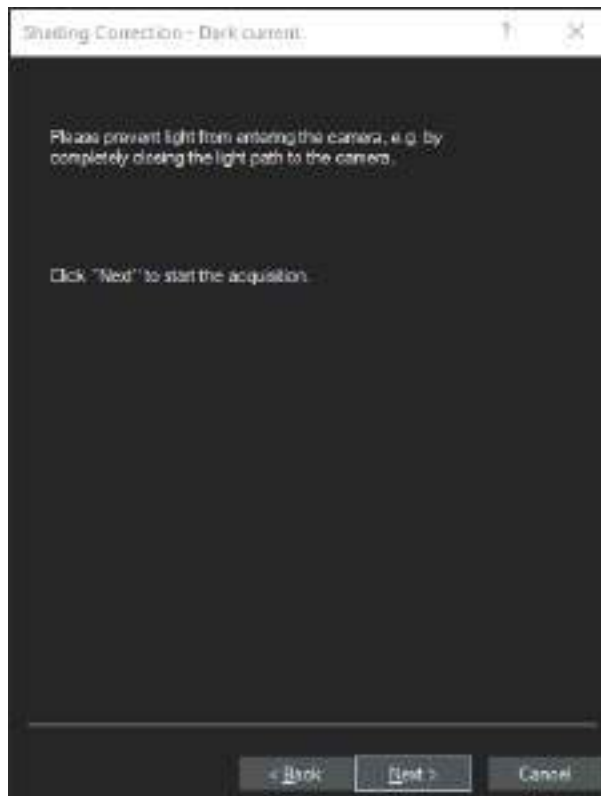 Shading Correction - Dark current
Please prevent light from entering the camera, e.g. by
completely closing the light path to the camera.
Click "Next" to start the acquisition.
< Back
Next >
Cancel